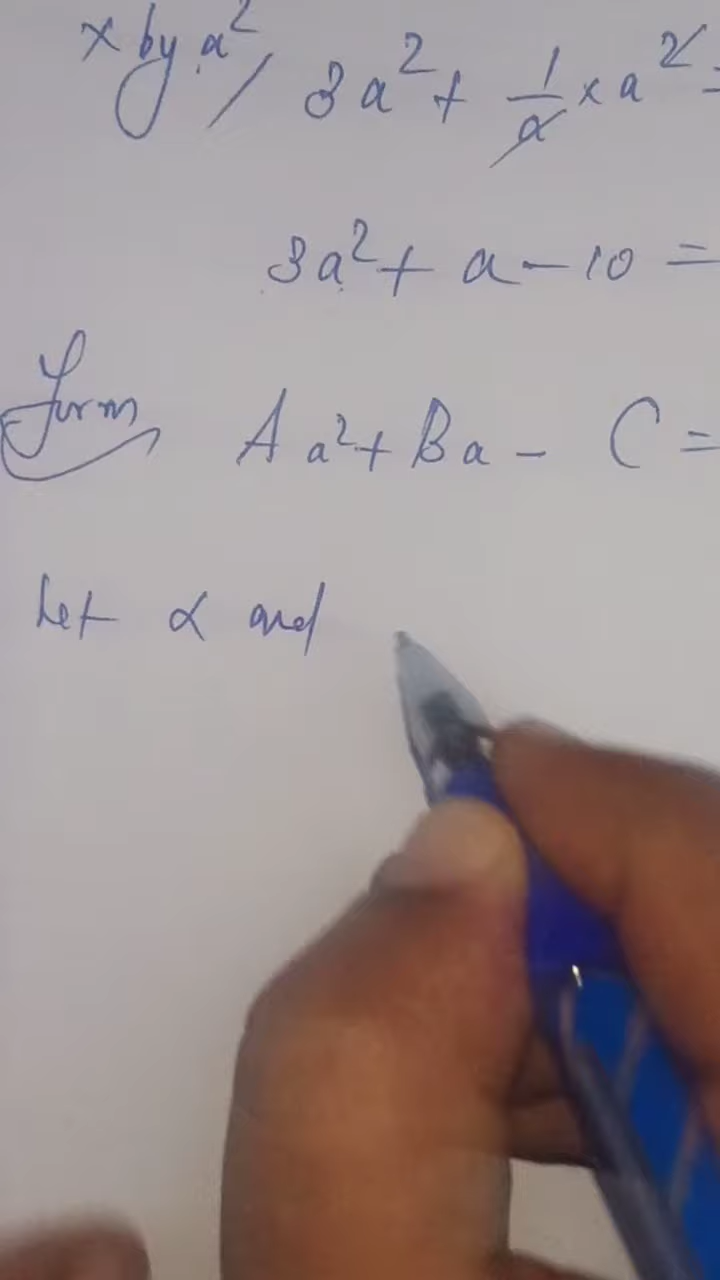 × by a² / 3a² + 1/a × a² =
3a² + a - 10 =
form Aa² + Ba - C =
Let α and